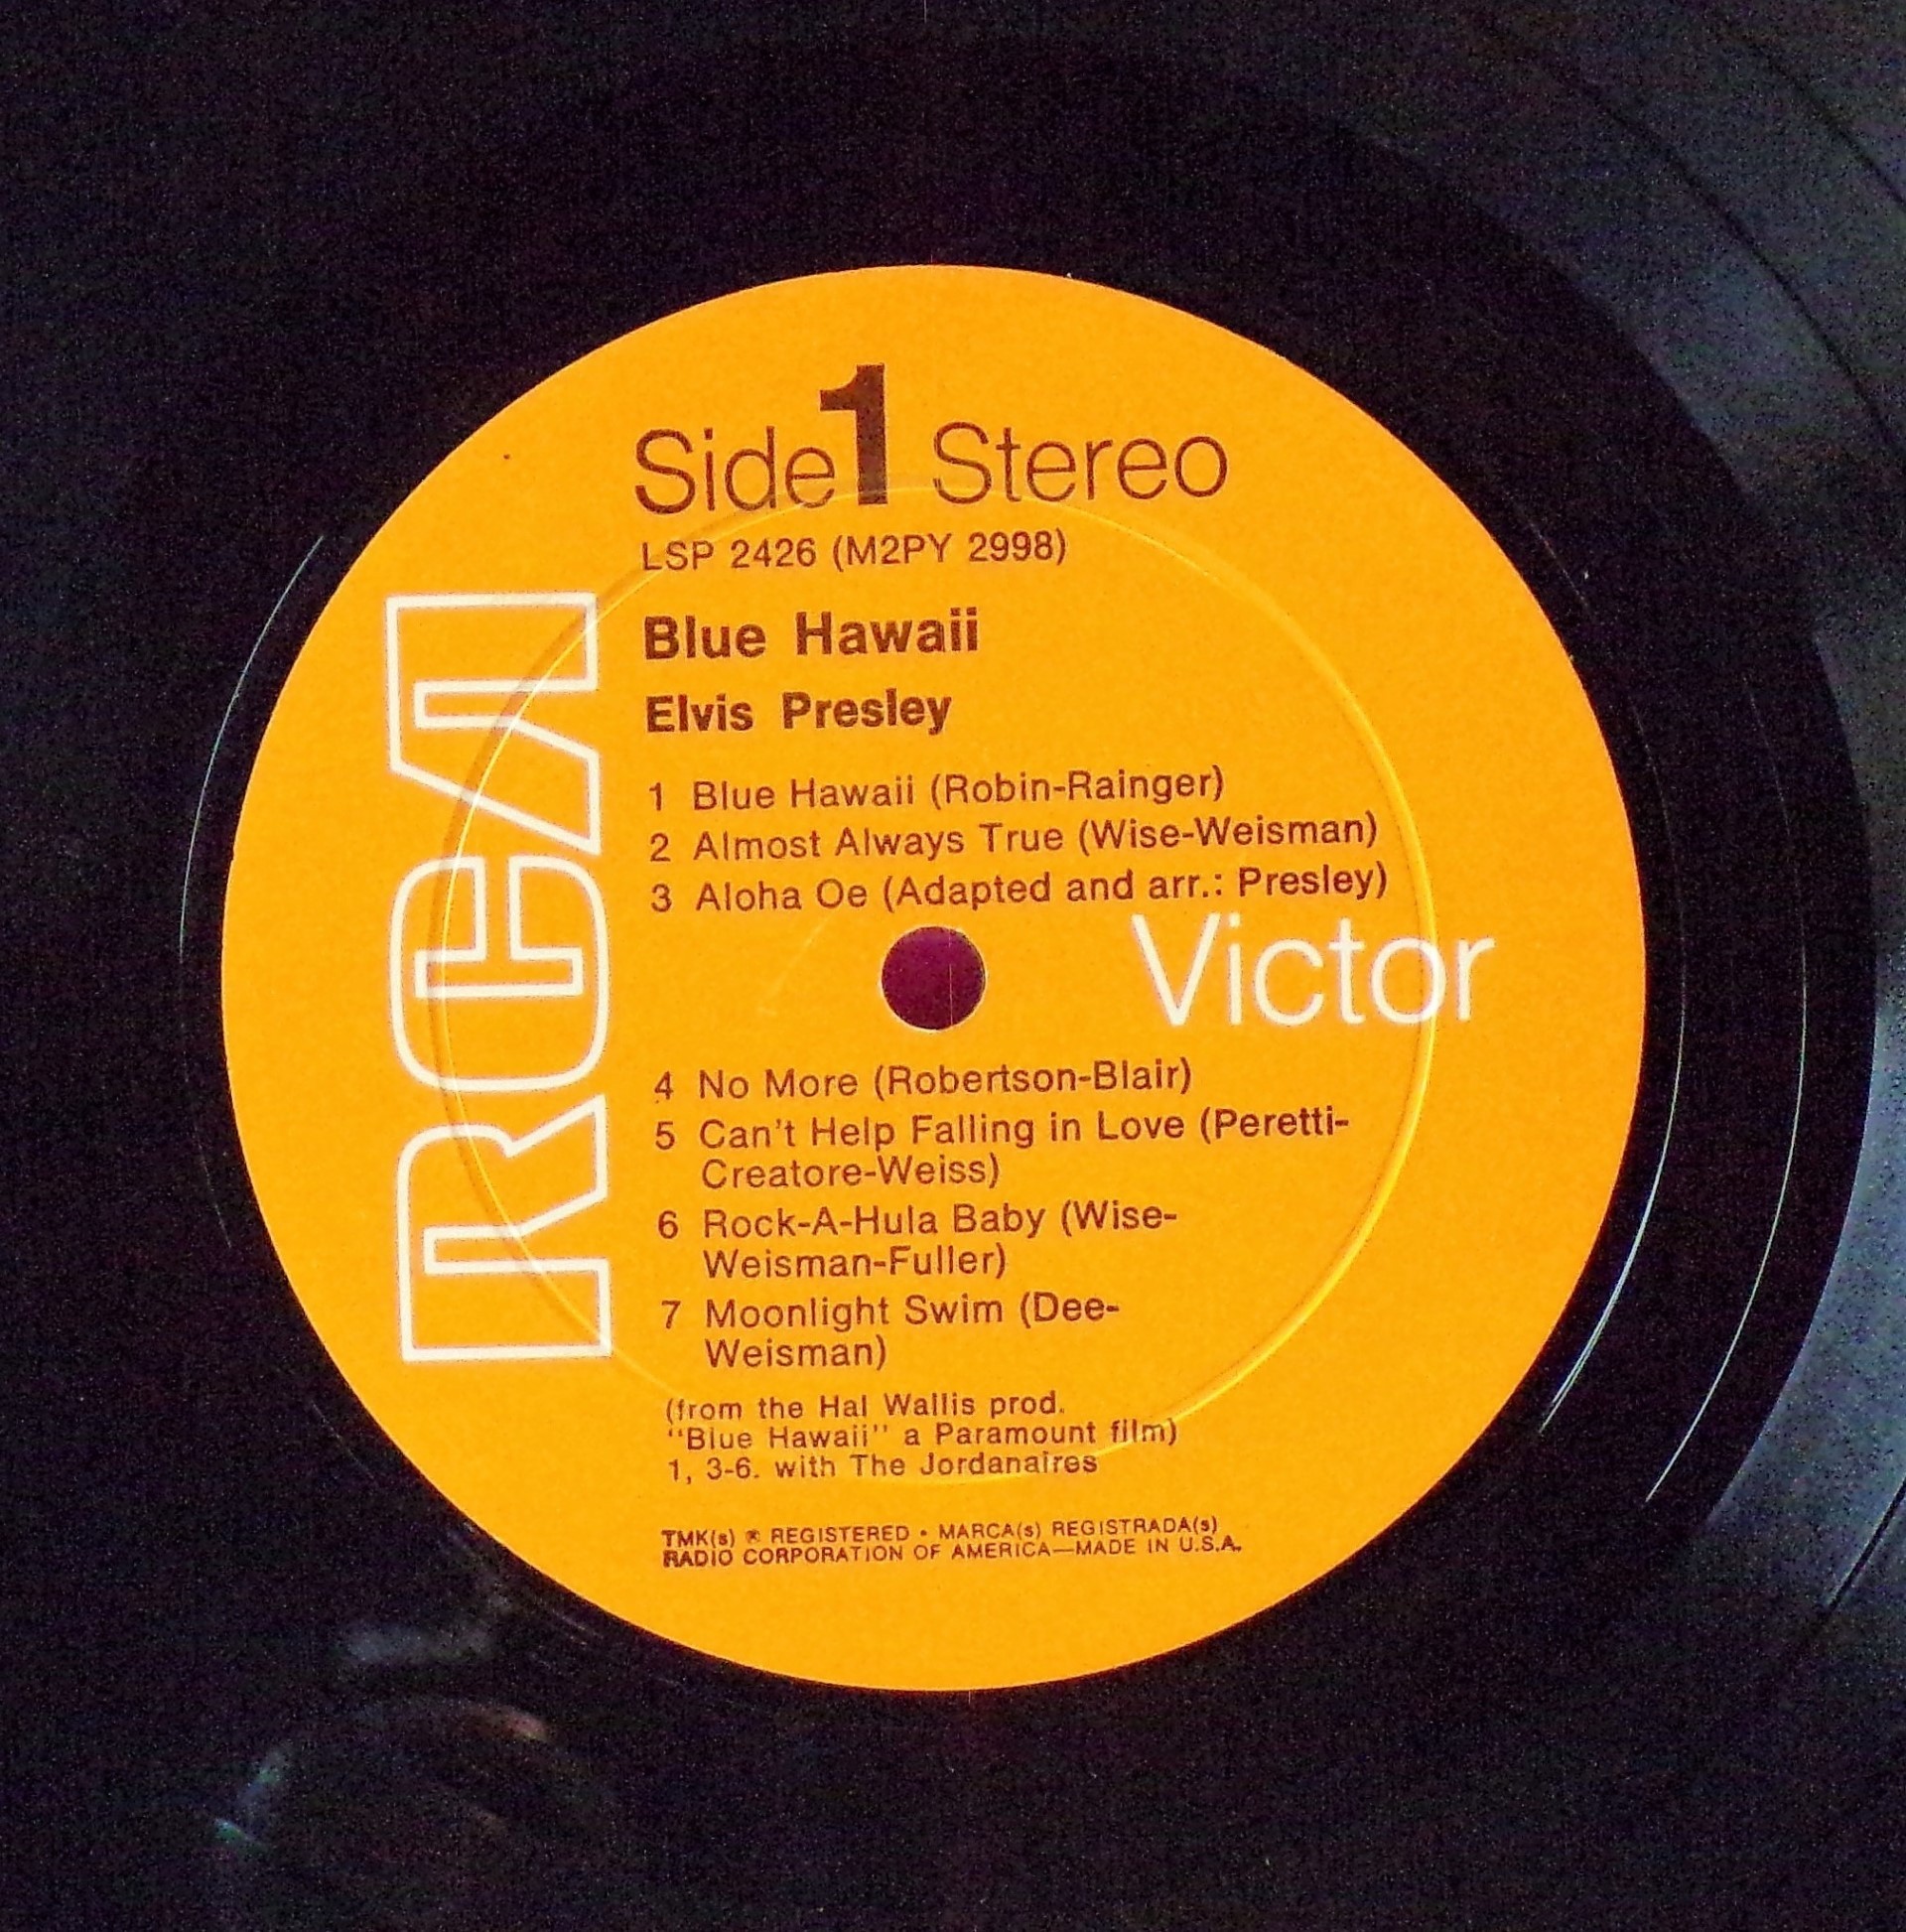 Side 1 Stereo
LSP 2426 (M2PY 2998)
Blue Hawaii
Elvis Presley
1 Blue Hawaii (Robin-Rainger)
2 Almost Always True (Wise-Weisman)
3 Aloha Oe (Adapted and arr.: Presley)
RCA
Victor
4 No More (Robertson-Blair)
5 Can't Help Falling in Love (Peretti-
Creatore-Weiss)
6 Rock-A-Hula Baby (Wise-
Weisman-Fuller)
7 Moonlight Swim (Dee-
Weisman)
(from the Hal Wallis prod.
"Blue Hawaii" a Paramount film)
1, 3-6. with The Jordanaires
TMK(s) ® REGISTERED • MARCA(s) REGISTRADA(s)
RADIO CORPORATION OF AMERICA—MADE IN U.S.A.